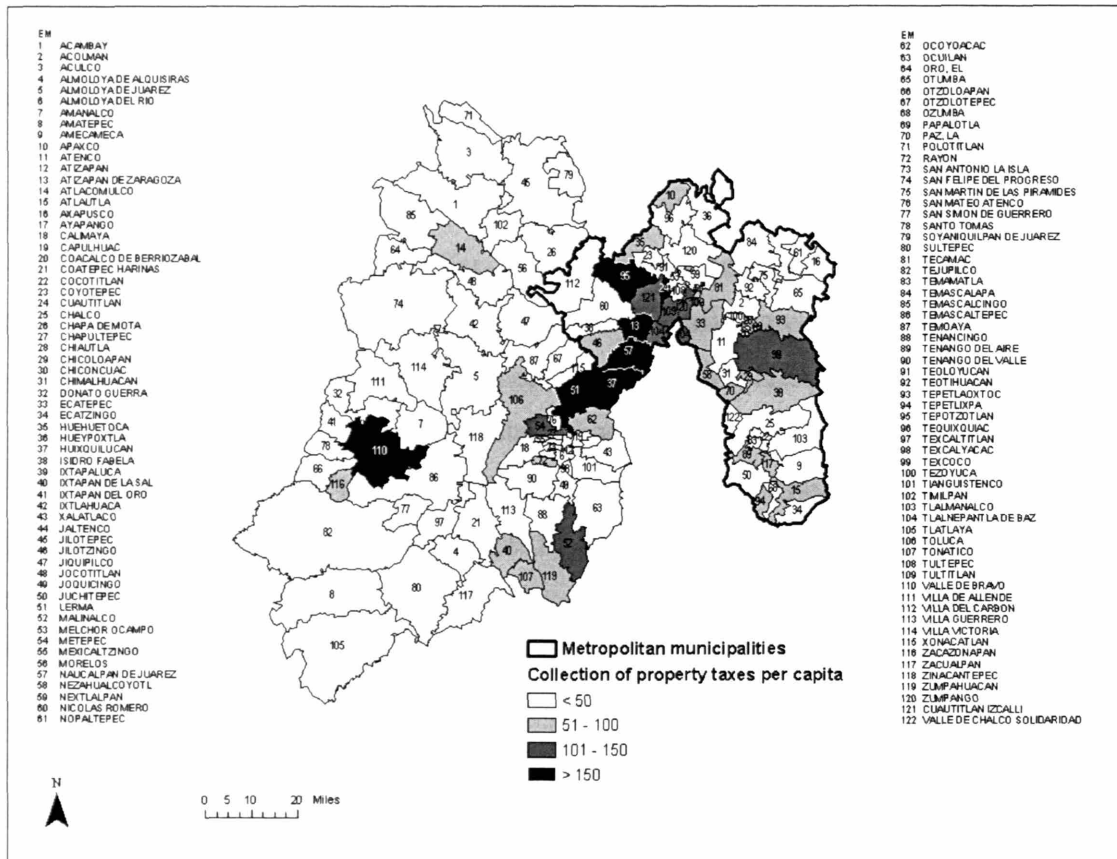 EM
1 ACAMBAY
2 ACOLMAN
3 ACULCO
4 ALMOLOYA DE ALQUISIRAS
5 ALMOLOYA DE JUAREZ
6 ALMOLOYA DEL RIO
7 AMANALCO
8 AMATEPEC
9 AMECAMECA
10 APAXCO
11 ATENCO
12 ATIZAPAN
13 ATIZAPAN DE ZARAGOZA
14 ATLACOMULCO
15 ATLAUTLA
16 AXAPUSCO
17 AYAPANGO
18 CALIMAYA
19 CAPULHUAC
20 COACALCO DE BERRIOZABAL
21 COATEPEC HARINAS
22 COCOTITLAN
23 COYOTEPEC
24 CUAUTITLAN
25 CHALCO
26 CHAPA DE MOTA
27 CHAPULTEPEC
28 CHIAUTLA
29 CHICOLOAPAN
30 CHICONCUAC
31 CHIMALHUACAN
32 DONATO GUERRA
33 ECATEPEC
34 ECATZINGO
35 HUEHUETOCA
36 HUEYPOXTLA
37 HUIXQUILUCAN
38 ISIDRO FABELA
39 IXTAPALUCA
40 IXTAPAN DE LA SAL
41 IXTAPAN DEL ORO
42 IXTLAHUACA
43 XALATLACO
44 JALTENCO
45 JILOTEPEC
46 JILOTZINGO
47 JIQUIPILCO
48 JOCOTITLAN
49 JOQUICINGO
50 JUCHITEPEC
51 LERMA
52 MALINALCO
53 MELCHOR OCAMPO
54 METEPEC
55 MEXICALTZINGO
56 MORELOS
57 NAUCALPAN DE JUAREZ
58 NEZAHUALCOYOTL
59 NEXTLALPAN
60 NICOLAS ROMERO
61 NOPALTEPEC
EM
62 OCOYOACAC
63 OCUILAN
64 ORO, EL
65 OTUMBA
66 OTZOLOAPAN
67 OTZOLOTEPEC
68 OZUMBA
69 PAPALOTLA
70 PAZ, LA
71 POLOTITLAN
72 RAYON
73 SAN ANTONIO LA ISLA
74 SAN FELIPE DEL PROGRESO
75 SAN MARTIN DE LAS PIRAMIDES
76 SAN MATEO ATENCO
77 SAN SIMON DE GUERRERO
78 SANTO TOMAS
79 SOYANIQUILPAN DE JUAREZ
80 SULTEPEC
81 TECAMAC
82 TEJUPILCO
83 TEMAMATLA
84 TEMASCALAPA
85 TEMASCALCINGO
86 TEMASCALTEPEC
87 TEMOAYA
88 TENANCINGO
89 TENANGO DEL AIRE
90 TENANGO DEL VALLE
91 TEOLOYUCAN
92 TEOTIHUACAN
93 TEPETLAOXTOC
94 TEPETLIXPA
95 TEPOTZOTLAN
96 TEQUIXQUIAC
97 TEXCALTITLAN
98 TEXCALYACAC
99 TEXCOCO
100 TEZOYUCA
101 TIANGUISTENCO
102 TIMILPAN
103 TLALMANALCO
104 TLALNEPANTLA DE BAZ
105 TLATLAYA
106 TOLUCA
107 TONATICO
108 TULTEPEC
109 TULTITLAN
110 VALLE DE BRAVO
111 VILLA DE ALLENDE
112 VILLA DEL CARBON
113 VILLA GUERRERO
114 VILLA VICTORIA
115 XONACATLAN
116 ZACAZONAPAN
117 ZACUALPAN
118 ZINACANTEPEC
119 ZUMPAHUACAN
120 ZUMPANGO
121 CUAUTITLAN IZCALLI
122 VALLE DE CHALCO SOLIDARIDAD
Metropolitan municipalities
Collection of property taxes per capita
< 50
51 - 100
101 - 150
> 150
N
0 5 10 20 Miles